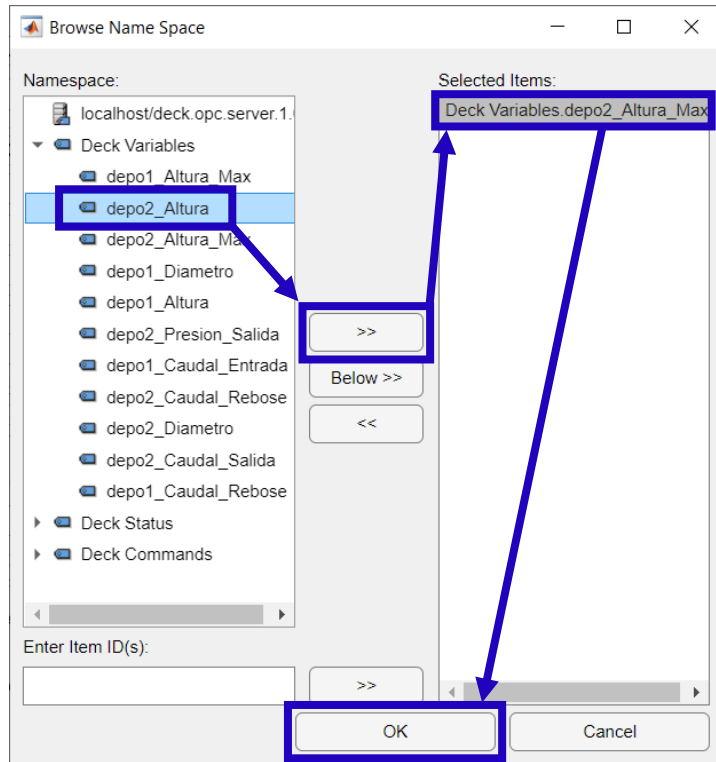 Browse Name Space
Namespace:
localhost/deck.opc.server.1.
Deck Variables
depo1_Altura_Max
depo2_Altura
depo2_Altura_Max
depo1_Diametro
depo1_Altura
depo2_Presion_Salida
depo1_Caudal_Entrada
depo2_Caudal_Rebose
depo2_Diametro
depo2_Caudal_Salida
depo1_Caudal_Rebose
Deck Status
Deck Commands
Enter Item ID(s):
>>
Below >>
<<
>>
Selected Items:
Deck Variables.depo2_Altura_Max
OK
Cancel